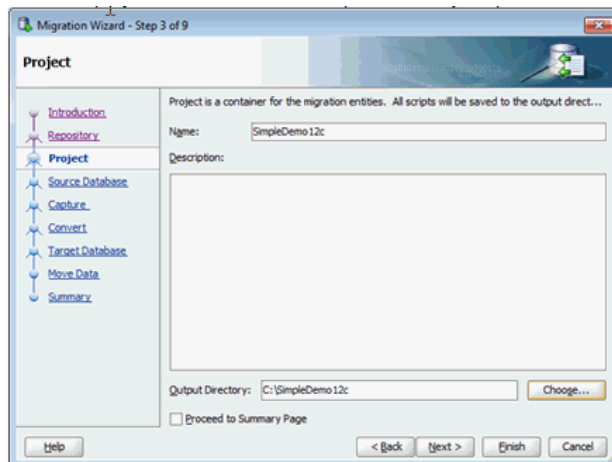 Migration Wizard - Step 3 of 9
Project
Introduction
Repository
Project
Source Database
Capture
Convert
Target Database
Move Data
Summary
Project is a container for the migration entities. All scripts will be saved to the output direct...
Name: SimpleDemo12c
Description:
Output Directory: C:\SimpleDemo12c Choose...
Proceed to Summary Page
Help < Back Next > Finish Cancel